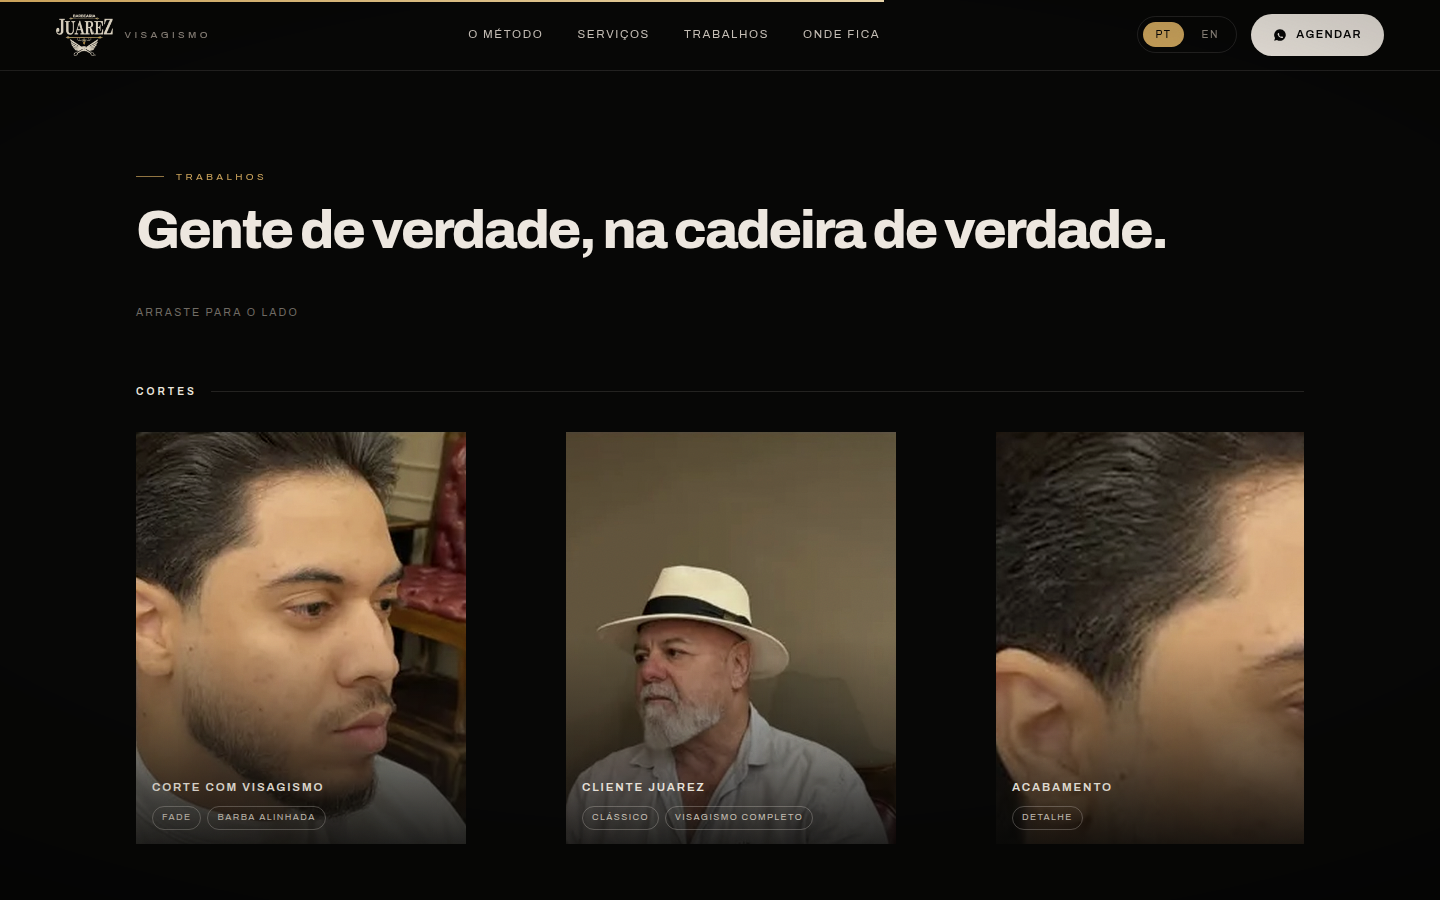 BARBEARIA
JUAREZ
VISAGISMO
O MÉTODO
SERVIÇOS
TRABALHOS
ONDE FICA
PT
EN
AGENDAR
TRABALHOS
Gente de verdade, na cadeira de verdade.
ARRASTE PARA O LADO
CORTES
CORTE COM VISAGISMO
FADE
BARBA ALINHADA
CLIENTE JUAREZ
CLÁSSICO
VISAGISMO COMPLETO
ACABAMENTO
DETALHE